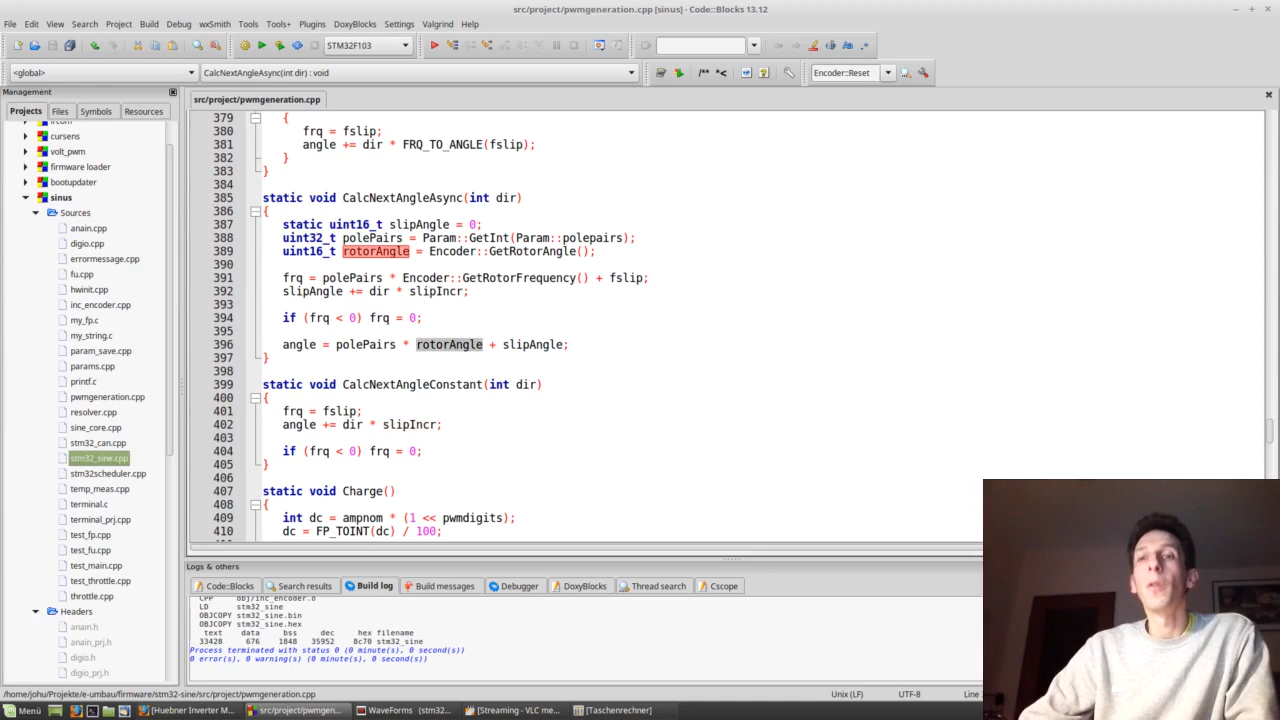 src/project/pwmgeneration.cpp [sinus] - Code::Blocks 13.12
File Edit View Search Project Build Debug wxSmith Tools Tools+ Plugins DoxyBlocks Settings Valgrind Help
STM32F103
<global> CalcNextAngleAsync(int dir) : void /** *< Encoder::Reset
Management
Projects Files Symbols Resources
src/project/pwmgeneration.cpp
cursens
volt_pwm
firmware loader
bootupdater
sinus
Sources
anain.cpp
digio.cpp
errormessage.cpp
fu.cpp
hwinit.cpp
inc_encoder.cpp
my_fp.c
my_string.c
param_save.cpp
params.cpp
printf.c
pwmgeneration.cpp
resolver.cpp
sine_core.cpp
stm32_can.cpp
stm32_sine.cpp
stm32scheduler.cpp
temp_meas.cpp
terminal.c
terminal_prj.cpp
test_fp.cpp
test_fu.cpp
test_main.cpp
test_throttle.cpp
throttle.cpp
Headers
anain.h
anain_prj.h
digio.h
digio_prj.h
379 {
380 frq = fslip;
381 angle += dir * FRQ_TO_ANGLE(fslip);
382 }
383 }
384
385 static void CalcNextAngleAsync(int dir)
386 {
387 static uint16_t slipAngle = 0;
388 uint32_t polePairs = Param::GetInt(Param::polepairs);
389 uint16_t rotorAngle = Encoder::GetRotorAngle();
390
391 frq = polePairs * Encoder::GetRotorFrequency() + fslip;
392 slipAngle += dir * slipIncr;
393
394 if (frq < 0) frq = 0;
395
396 angle = polePairs * rotorAngle + slipAngle;
397 }
398
399 static void CalcNextAngleConstant(int dir)
400 {
401 frq = fslip;
402 angle += dir * slipIncr;
403
404 if (frq < 0) frq = 0;
405 }
406
407 static void Charge()
408 {
409 int dc = ampnom * (1 << pwmdigits);
410 dc = FP_TOINT(dc) / 100;
Logs & others
Code::Blocks Search results Build log Build messages Debugger DoxyBlocks Thread search Cscope
CPP obj/inc_encoder.o
LD stm32_sine
OBJCOPY stm32_sine.bin
OBJCOPY stm32_sine.hex
text data bss dec hex filename
33428 676 1848 35952 8c70 stm32_sine
Process terminated with status 0 (0 minute(s), 0 second(s))
0 error(s), 0 warning(s) (0 minute(s), 0 second(s))
/home/johu/Projekte/e-umbau/firmware/stm32-sine/src/project/pwmgeneration.cpp Unix (LF) UTF-8 Line
Menü [Huebner Inverter M... src/project/pwmgen... WaveForms (stm32... [Streaming - VLC me... [Taschenrechner]